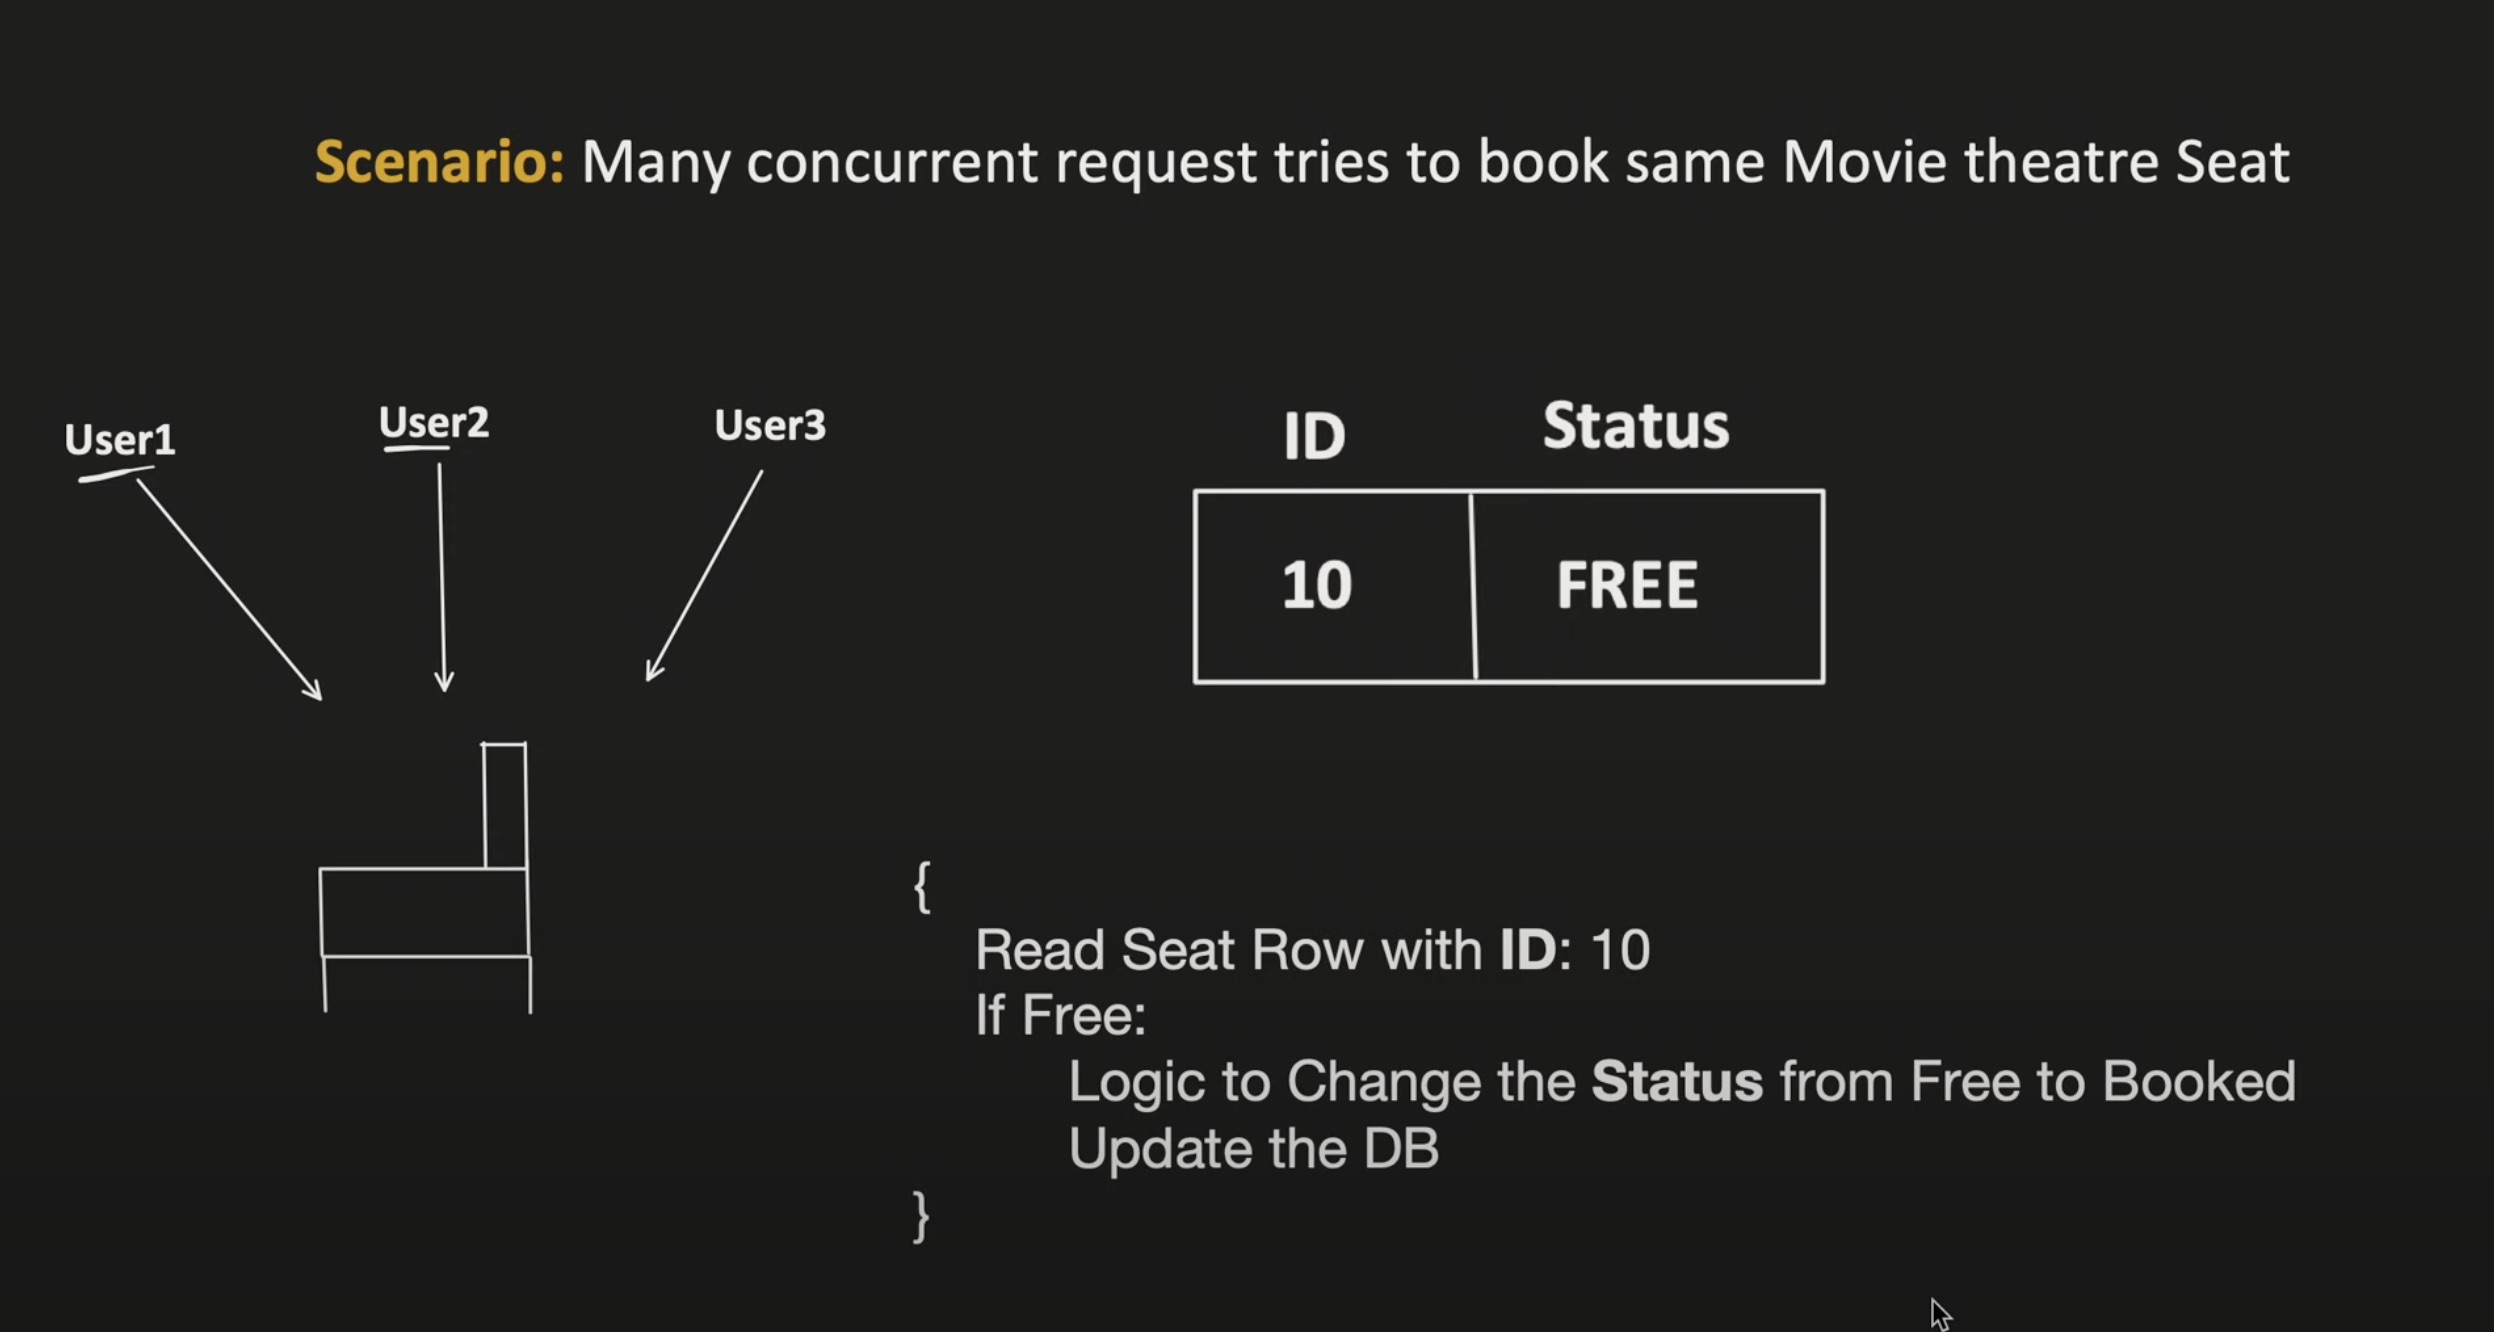 Scenario: Many concurrent request tries to book same Movie theatre Seat
User1
User2
User3
ID
Status
10
FREE
{
Read Seat Row with ID: 10
If Free:
Logic to Change the Status from Free to Booked
Update the DB
}